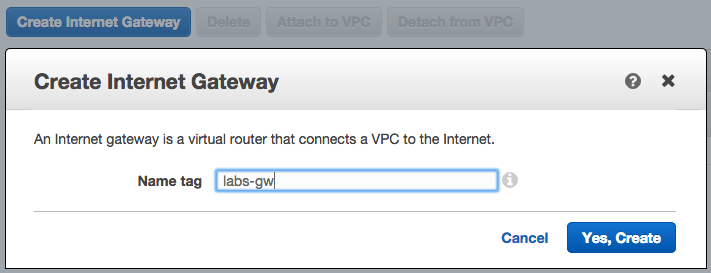 Create Internet Gateway Delete Attach to VPC Detach from VPC
Create Internet Gateway
An Internet gateway is a virtual router that connects a VPC to the Internet.
Name tag labs-gw
Cancel Yes, Create